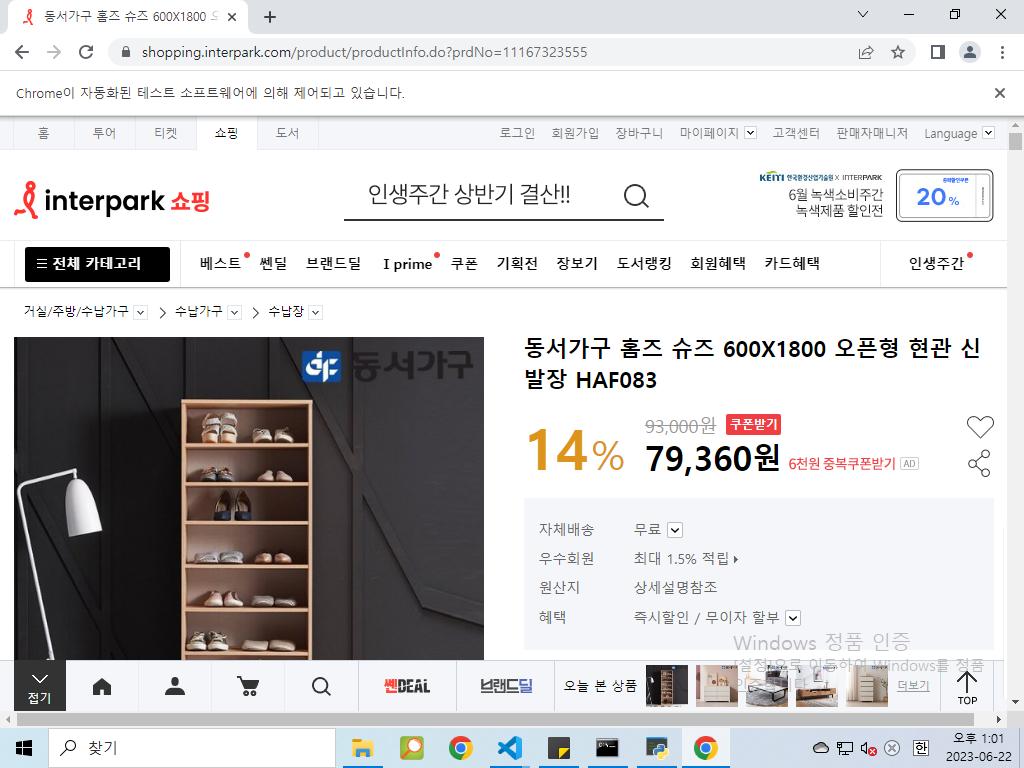 동서가구 홈즈 슈즈 600X1800 오
shopping.interpark.com/product/productInfo.do?prdNo=11167323555
Chrome이 자동화된 테스트 소프트웨어에 의해 제어되고 있습니다.
홈 투어 티켓 쇼핑 도서 로그인 회원가입 장바구니 마이페이지 고객센터 판매자매니저 Language
interpark 쇼핑
인생주간 상반기 결산!!
KEITI 한국환경산업기술원 X INTERPARK
6월 녹색소비주간
녹색제품 할인전
중복할인쿠폰
20%
전체 카테고리 베스트 쎈딜 브랜드딜 I prime 쿠폰 기획전 장보기 도서랭킹 회원혜택 카드혜택 인생주간
거실/주방/수납가구 수납가구 수납장
동서가구
동서가구 홈즈 슈즈 600X1800 오픈형 현관 신
발장 HAF083
14%
93,000원 쿠폰받기
79,360원 6천원 중복쿠폰받기 AD
자체배송 무료
우수회원 최대 1.5% 적립
원산지 상세설명참조
혜택 즉시할인 / 무이자 할부
Windows 정품 인증
[설정]으로 이동하여 Windows를 정품
접기 쎈DEAL 브랜드딜 오늘 본 상품 더보기 TOP
찾기
한
오후 1:01
2023-06-22